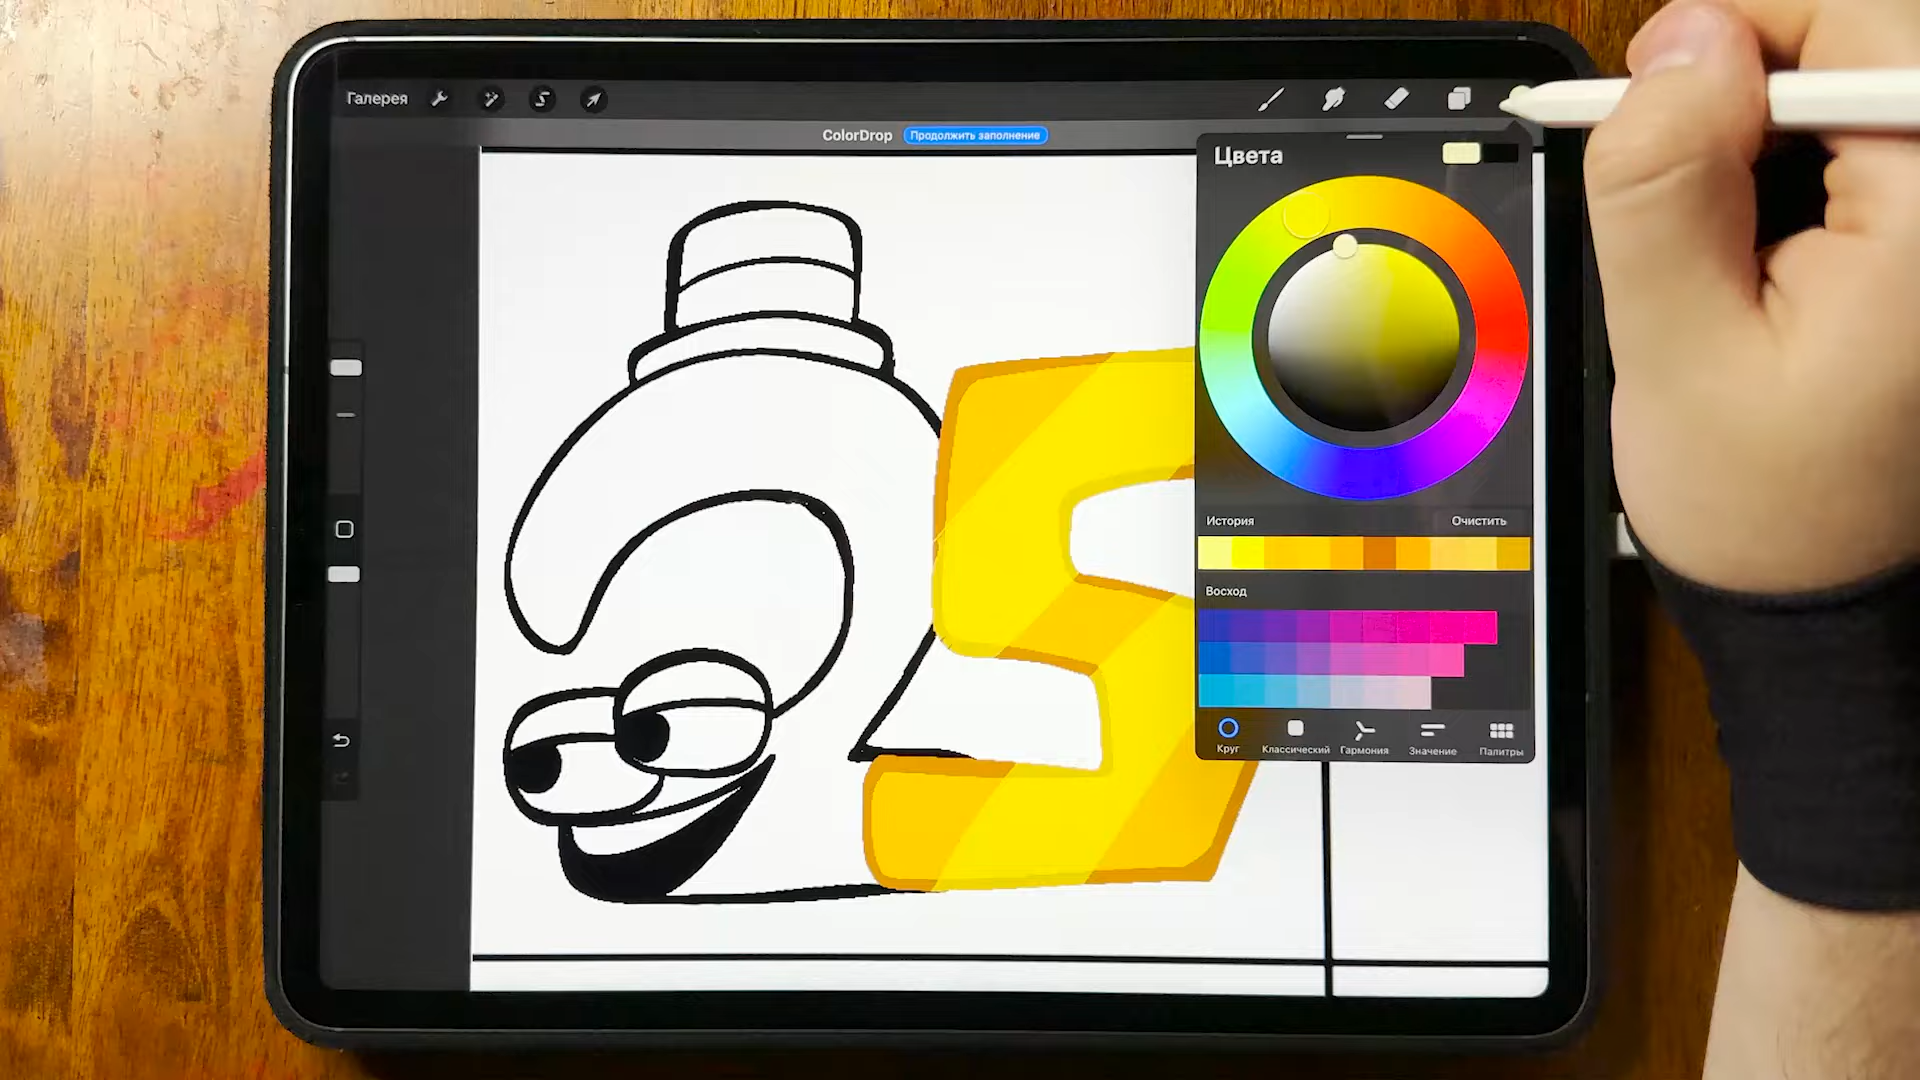 Галерея
ColorDrop Продолжить заполнение
Цвета
История Очистить
Восход
Круг Классический Гармония Значение Палитры